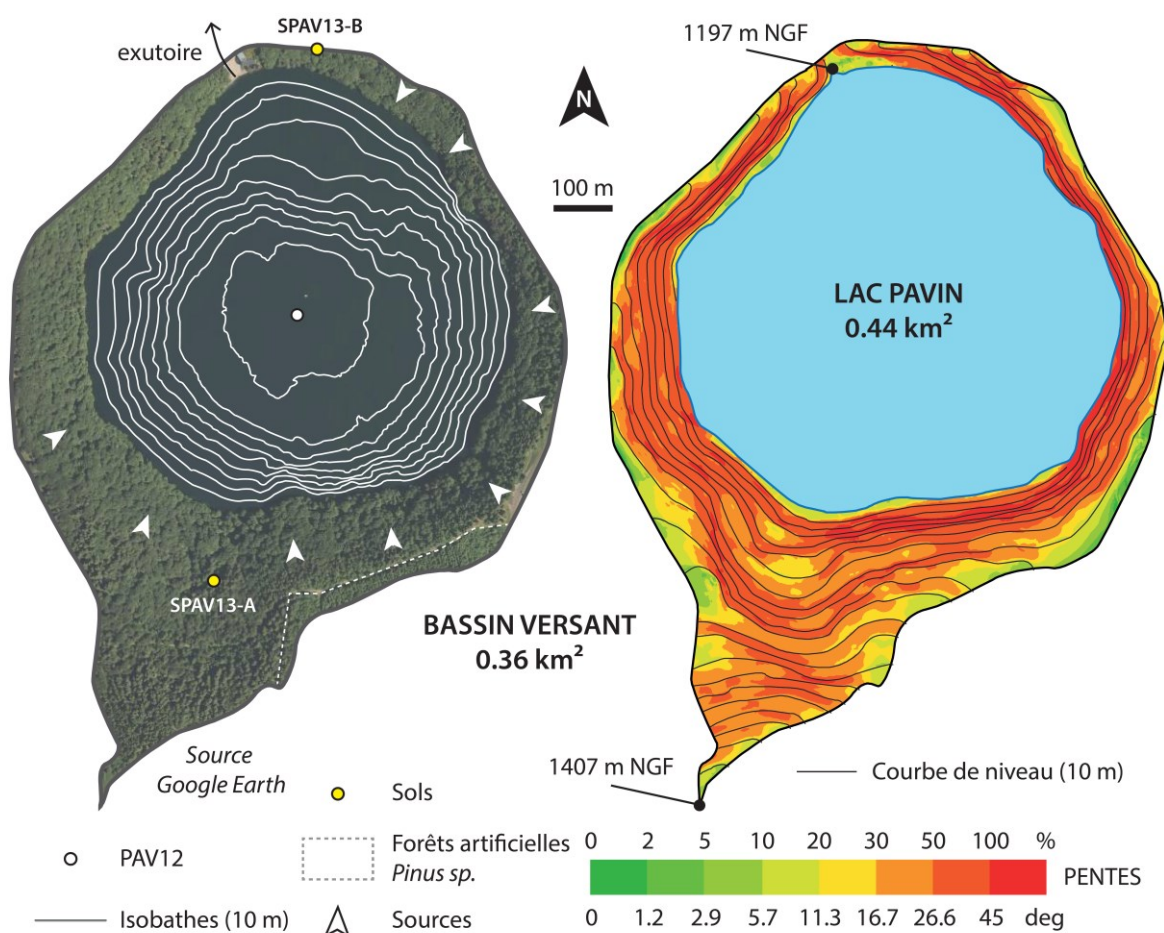 exutoire
SPAV13-B
1197 m NGF
N
100 m
LAC PAVIN
0.44 km²
SPAV13-A
BASSIN VERSANT
0.36 km²
Source
Google Earth
1407 m NGF
Courbe de niveau (10 m)
Sols
PAV12
Forêts artificielles
Pinus sp.
Isobathes (10 m)
Sources
0 2 5 10 20 30 50 100 %
PENTES
0 1.2 2.9 5.7 11.3 16.7 26.6 45 deg